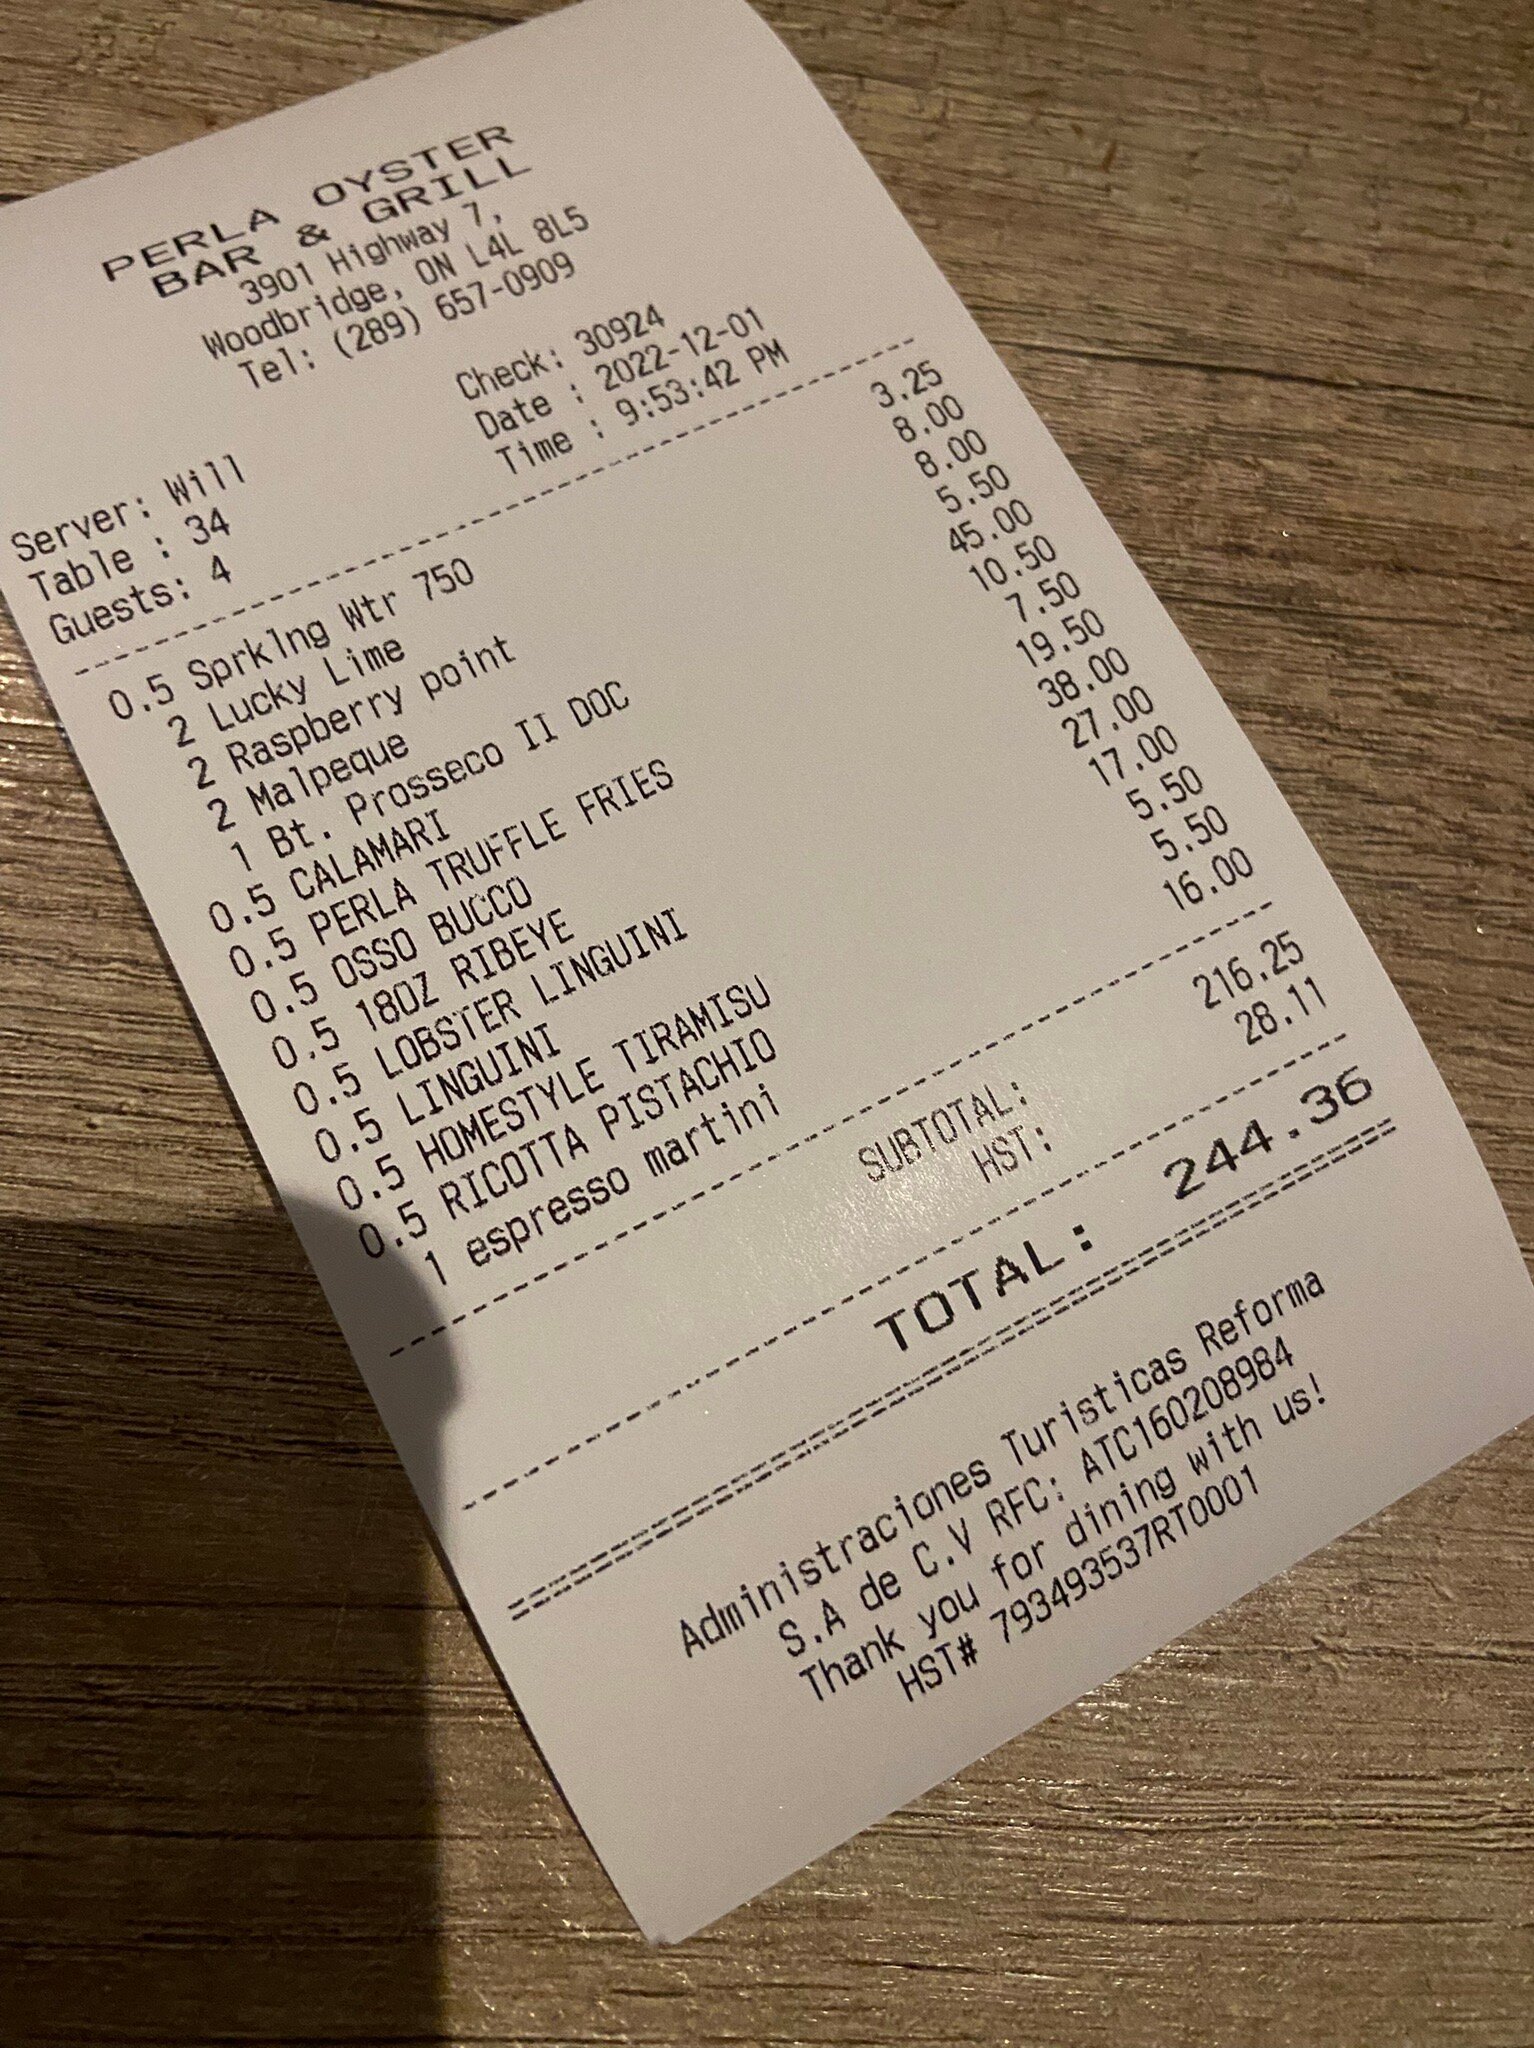 PERLA OYSTER
BAR & GRILL
3901 Highway 7,
Woodbridge, ON L4L 8L5
Tel: (289) 657-0909
Check: 30924
Server: Will Date : 2022-12-01
Table : 34 Time : 9:53:42 PM
Guests: 4
0.5 Sprklng Wtr 750 3.25
2 Lucky Lime 8.00
2 Raspberry point 8.00
2 Malpeque 5.50
1 Bt. Prosseco II DOC 45.00
0.5 CALAMARI 10.50
0.5 PERLA TRUFFLE FRIES 7.50
0.5 OSSO BUCCO 19.50
0.5 18OZ RIBEYE 38.00
0.5 LOBSTER LINGUINI 27.00
0.5 LINGUINI 17.00
0.5 HOMESTYLE TIRAMISU 5.50
0.5 RICOTTA PISTACHIO 5.50
1 espresso martini 16.00
SUBTOTAL: 216.25
HST: 28.11
TOTAL: 244.36
Administraciones Turisticas Reforma
S.A de C.V RFC: ATC160208984
Thank you for dining with us!
HST# 793493537RT0001